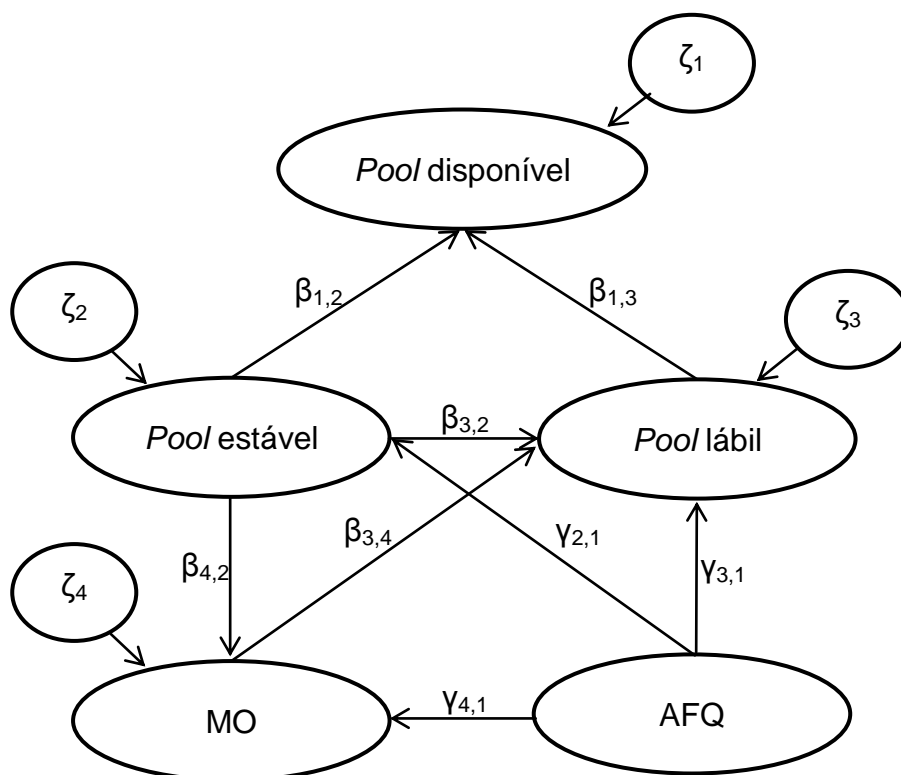 ζ1
Pool disponível
β1,2
β1,3
ζ2
ζ3
Pool estável
β3,2
Pool lábil
β4,2
β3,4
γ2,1
γ3,1
ζ4
MO
γ4,1
AFQ